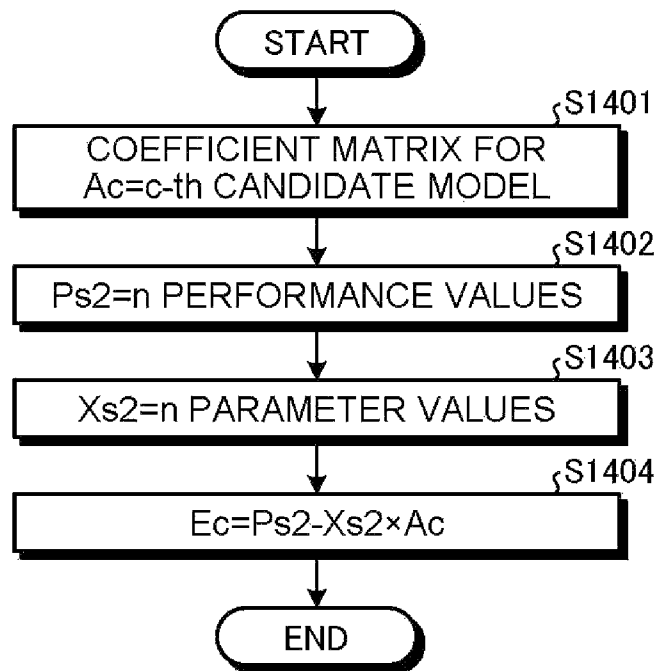 START
S1401
COEFFICIENT MATRIX FOR
Ac=c-th CANDIDATE MODEL
S1402
Ps2=n PERFORMANCE VALUES
S1403
Xs2=n PARAMETER VALUES
S1404
Ec=Ps2-Xs2×Ac
END